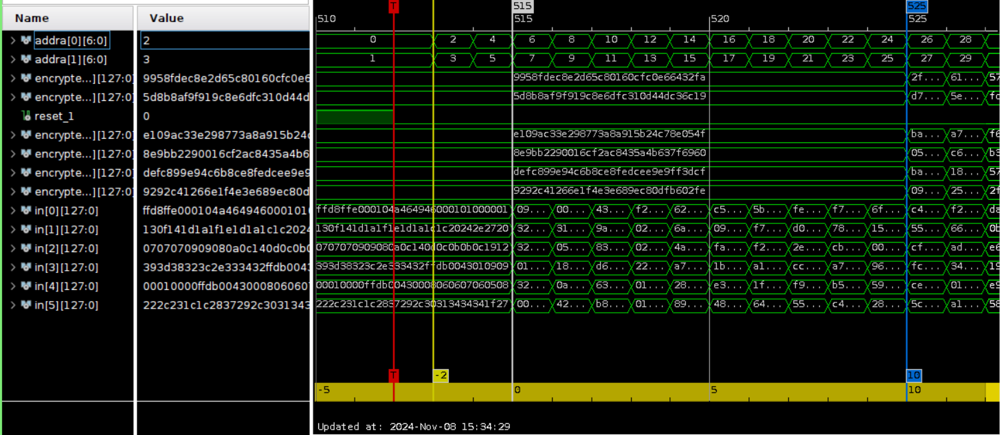 Name Value 515 525
510 515 520 525
addra[0][6:0] 2 0 2 4 6 8 10 12 14 16 18 20 22 24 26 28
addra[1][6:0] 3 1 3 5 7 9 11 13 15 17 19 21 23 25 27 29
encrypte...][127:0] 9958fdec8e2d65c80160cfc0e6 9958fdec8e2d65c80160cfc0e66432fa 2f... 61... 57
encrypte...][127:0] 5d8b8af9f919c8e6dfc310d44d 5d8b8af9f919c8e6dfc310d44dc36c19 d7... 5e... fc
reset_1 0
encrypte...][127:0] e109ac33e298773a8a915b24c e109ac33e298773a8a915b24c78e054f ba... a7... f6
encrypte...][127:0] 8e9bb2290016cf2ac8435a4b6 8e9bb2290016cf2ac8435a4b637f6960 05... c6... b3
encrypte...][127:0] defc899e94c6b8ce8fedcee9e9 defc899e94c6b8ce8fedcee9e9ff3dcf ba... 18... 57
encrypte...][127:0] 9292c41266e1f4e3e689ec80d 9292c41266e1f4e3e689ec80dfb602fe 09... 25... 2f
in[0][127:0] ffd8ffe000104a464946000101 ffd8ffe000104a464946000101000001 09... 00... 43... f2... 62... c5... 5b... fe... f7... 6f... c4... f2... da
in[1][127:0] 130f141d1a1f1e1d1a1c1c2024 130f141d1a1f1e1d1a1c1c20242e2720 32... 31... 9a... 02... 6a... 09... f7... d0... 78... 15... 55... 66... 0b
in[2][127:0] 0707070909080a0c140d0c0b0 0707070909080a0c140d0c0b0b0c1912 32... 05... 83... 02... 4a... fa... f2... 2e... cb... 00... cf... ad... e6
in[3][127:0] 393d38323c2e333432ffdb004 393d38323c2e333432ffdb0043010909 01... 18... d6... 22... a7... 1b... a1... cc... a7... 96... fc... 34... 19
in[4][127:0] 00010000ffdb00430008060607 00010000ffdb00430008060607060508 32... 0a... 63... 01... 28... e3... 1f... f9... b5... 59... ce... 01... e9
in[5][127:0] 222c231c1c2837292c3031343 222c231c1c2837292c30313434341f27 00... 42... b8... 01... 89... 48... 64... 55... c4... 28... 5c... a1... 58
T -2 10
-5 0 5 10
Updated at: 2024-Nov-08 15:34:29